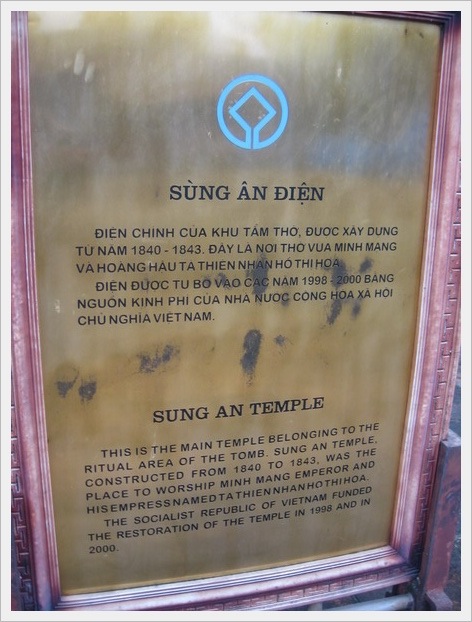 SÙNG ÂN ĐIỆN
ĐIỆN CHÍNH CỦA KHU TẨM THỜ, ĐƯỢC XÂY DỰNG
TỪ NĂM 1840 - 1843. ĐÂY LÀ NƠI THỜ VUA MINH MẠNG
VÀ HOÀNG HẬU TÁ THIÊN NHÂN HỒ THỊ HOA.
ĐIỆN ĐƯỢC TU BỔ VÀO CÁC NĂM 1998 - 2000 BẰNG
NGUỒN KINH PHÍ CỦA NHÀ NƯỚC CỘNG HÒA XÃ HỘI
CHỦ NGHĨA VIỆT NAM.
SUNG AN TEMPLE
THIS IS THE MAIN TEMPLE BELONGING TO THE
RITUAL AREA OF THE TOMB. SUNG AN TEMPLE,
CONSTRUCTED FROM 1840 TO 1843, WAS THE
PLACE TO WORSHIP MINH MANG EMPEROR AND
HIS EMPRESS NAMED TA THIEN NHAN HO THI HOA.
THE SOCIALIST REPUBLIC OF VIETNAM FUNDED
THE RESTORATION OF THE TEMPLE IN 1998 AND IN
2000.